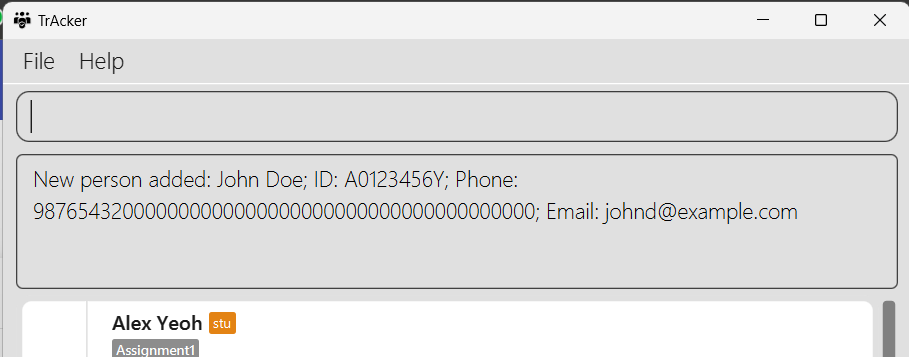 TrAcker
File Help
New person added: John Doe; ID: A0123456Y; Phone:
98765432000000000000000000000000000000000000; Email: johnd@example.com
Alex Yeoh stu
Assignment1